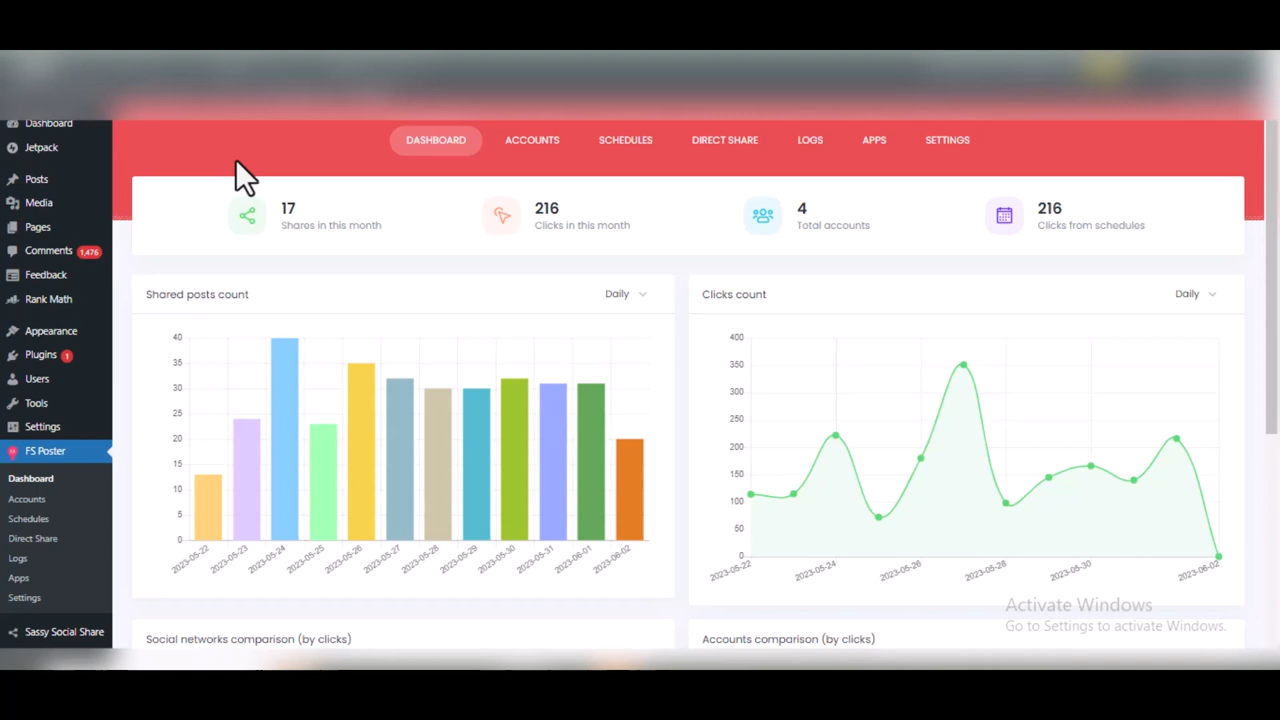 Dashboard
Jetpack
Posts
Media
Pages
Comments 1,476
Feedback
Rank Math
Appearance
Plugins 1
Users
Tools
Settings
FS Poster
Dashboard
Accounts
Schedules
Direct Share
Logs
Apps
Settings
Sassy Social Share
DASHBOARD ACCOUNTS SCHEDULES DIRECT SHARE LOGS APPS SETTINGS
17
Shares in this month
216
Clicks in this month
4
Total accounts
216
Clicks from schedules
Shared posts count Daily
40
35
30
25
20
15
10
5
0
2023-05-22 2023-05-23 2023-05-24 2023-05-25 2023-05-26 2023-05-27 2023-05-28 2023-05-29 2023-05-30 2023-05-31 2023-06-01 2023-06-02
Clicks count Daily
400
350
300
250
200
150
100
50
0
2023-05-22 2023-05-24 2023-05-26 2023-05-28 2023-05-30 2023-06-02
Social networks comparison (by clicks)
Accounts comparison (by clicks)
Activate Windows
Go to Settings to activate Windows.